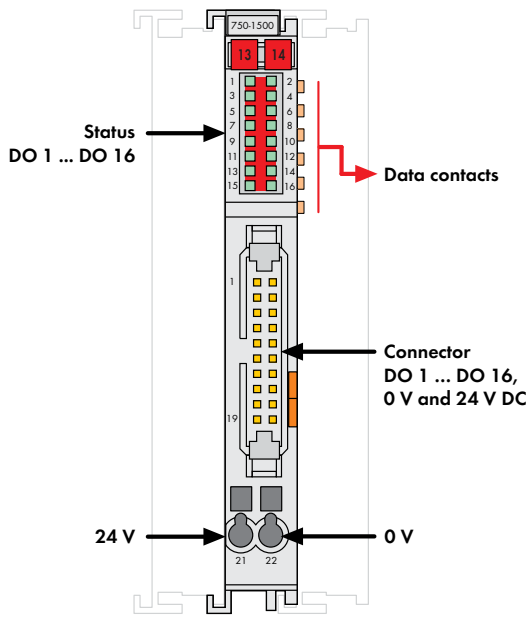 750-1500
13 14
1 2
3 4
5 6
7 8
9 10
11 12
13 14
15 16
Status
DO 1 ... DO 16
Data contacts
1
Connector
DO 1 ... DO 16,
0 V and 24 V DC
19
24 V
0 V
21 22